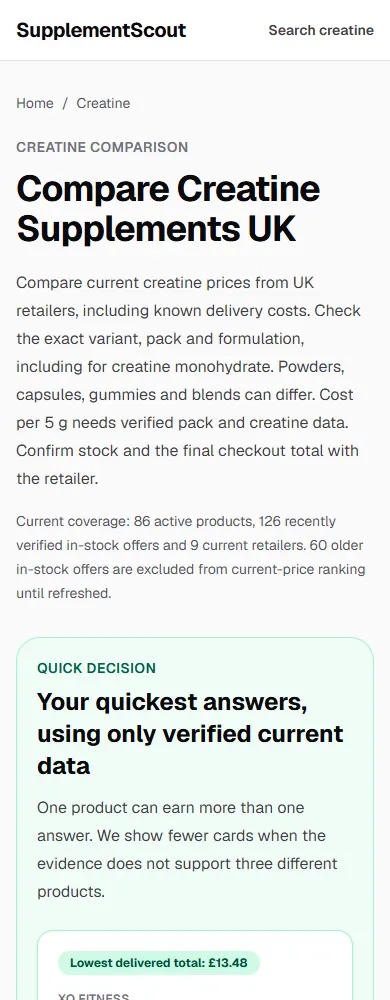 SupplementScout
Search creatine
Home / Creatine
CREATINE COMPARISON
Compare Creatine
Supplements UK
Compare current creatine prices from UK
retailers, including known delivery costs. Check
the exact variant, pack and formulation,
including for creatine monohydrate. Powders,
capsules, gummies and blends can differ. Cost
per 5 g needs verified pack and creatine data.
Confirm stock and the final checkout total with
the retailer.
Current coverage: 86 active products, 126 recently
verified in-stock offers and 9 current retailers. 60 older
in-stock offers are excluded from current-price ranking
until refreshed.
QUICK DECISION
Your quickest answers,
using only verified current
data
One product can earn more than one
answer. We show fewer cards when the
evidence does not support three different
products.
Lowest delivered total: £13.48
XO FITNESS